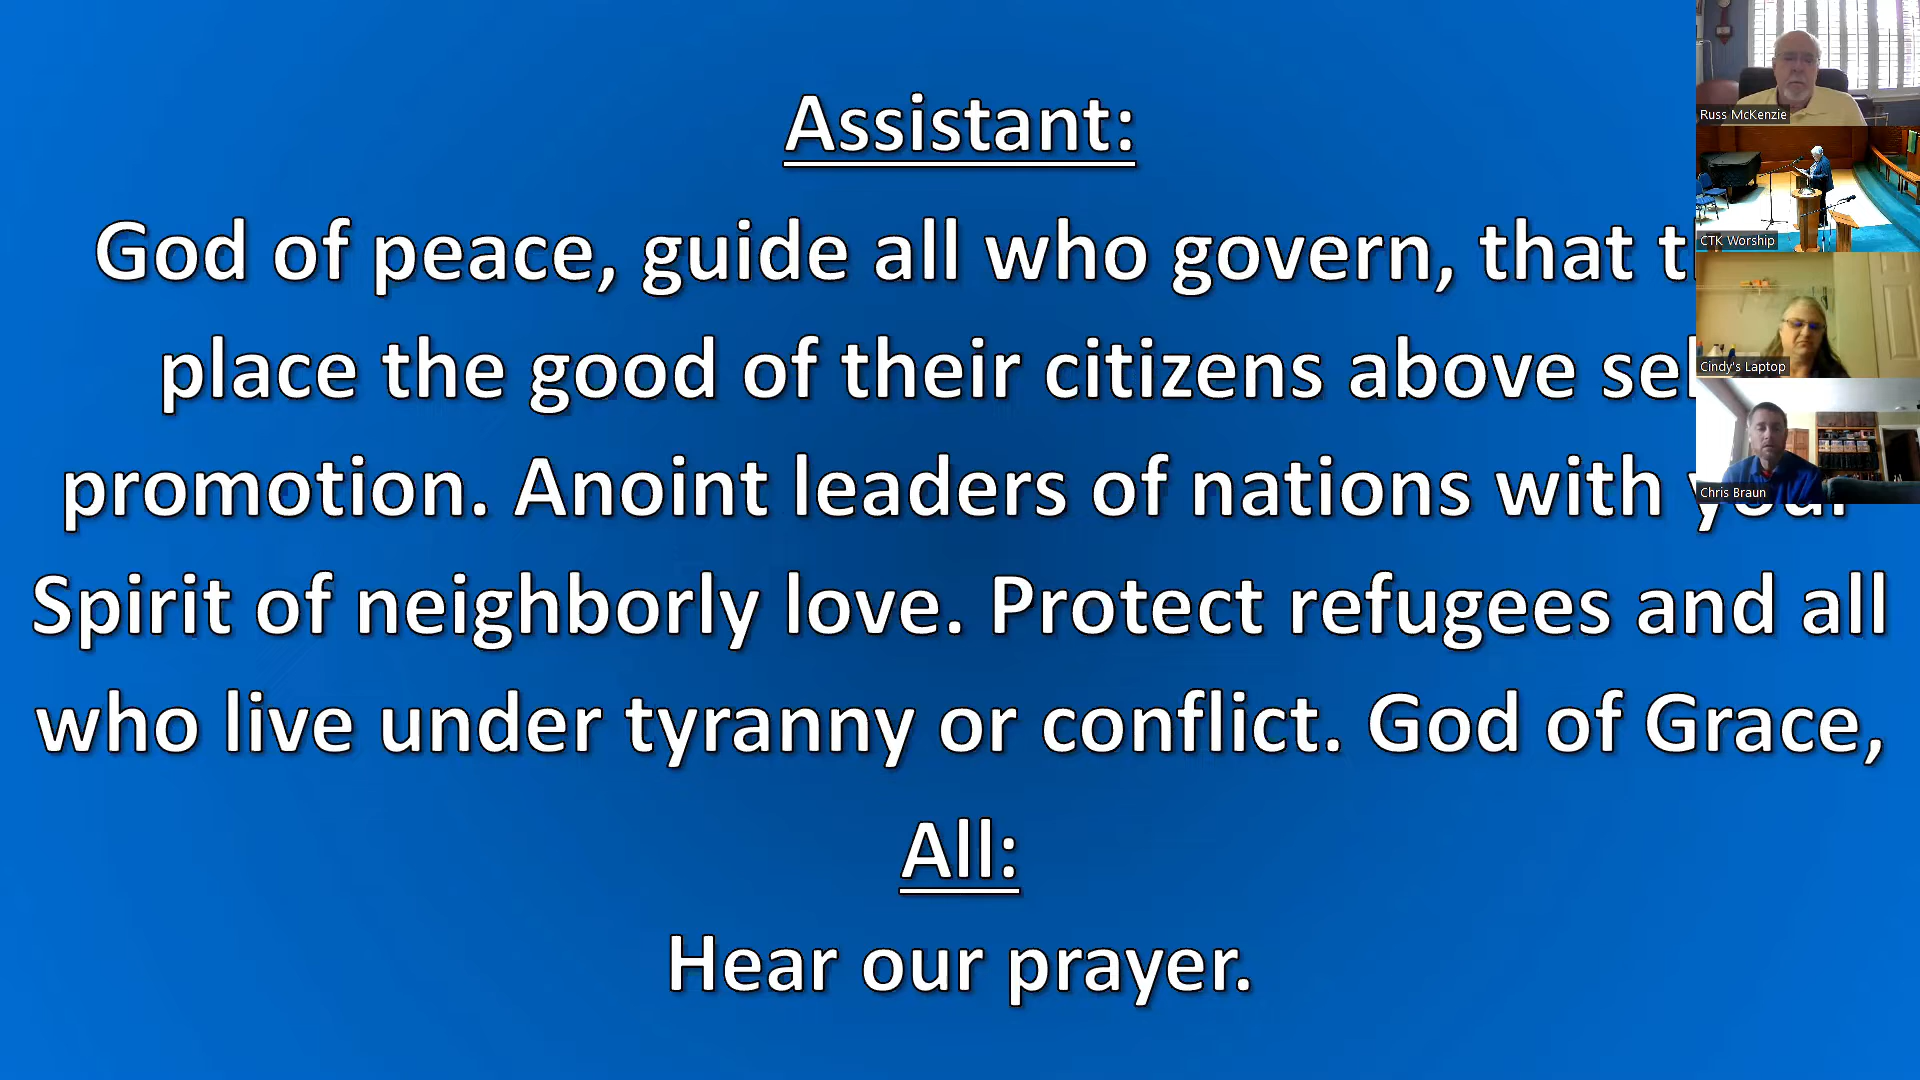 Assistant:
God of peace, guide all who govern, that
place the good of their citizens above
promotion. Anoint leaders of nations with your
Spirit of neighborly love. Protect refugees and all
who live under tyranny or conflict. God of Grace,
All:
Hear our prayer.
Russ McKenzie
CTK Worship
Cindy's Laptop
Chris Braun